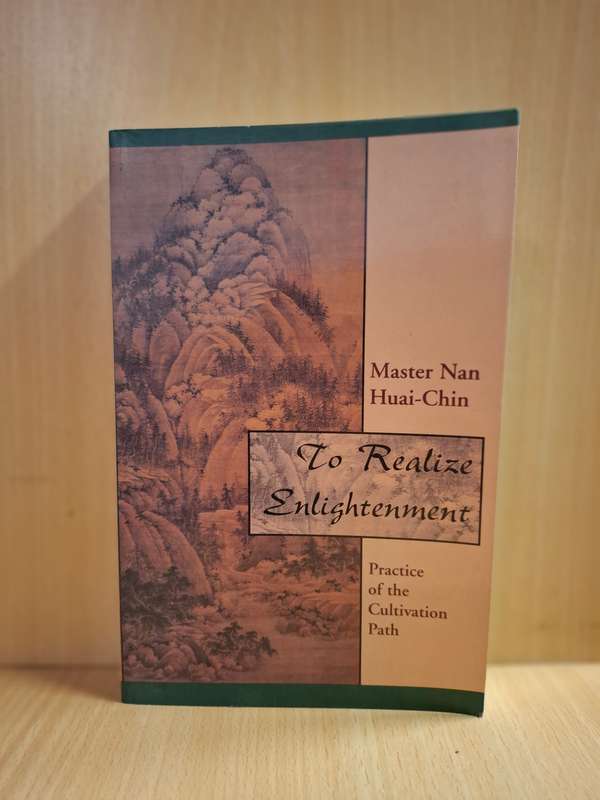 Master Nan
Huai-Chin
To Realize
Enlightenment
Practice
of the
Cultivation
Path